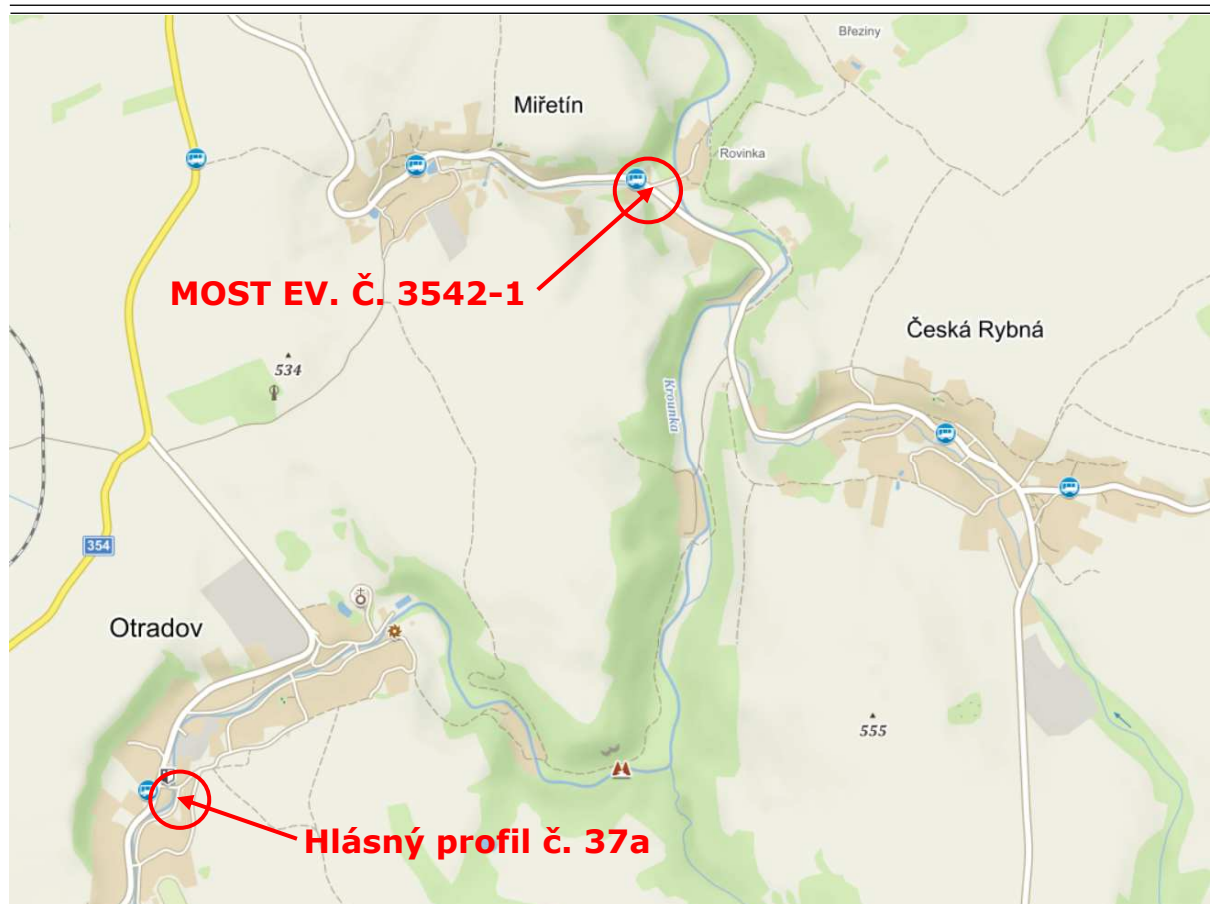 Březiny
Miřetín
Rovinka
MOST EV. Č. 3542-1
Česká Rybná
534
Krounka
354
Otradov
555
Hlásný profil č. 37a